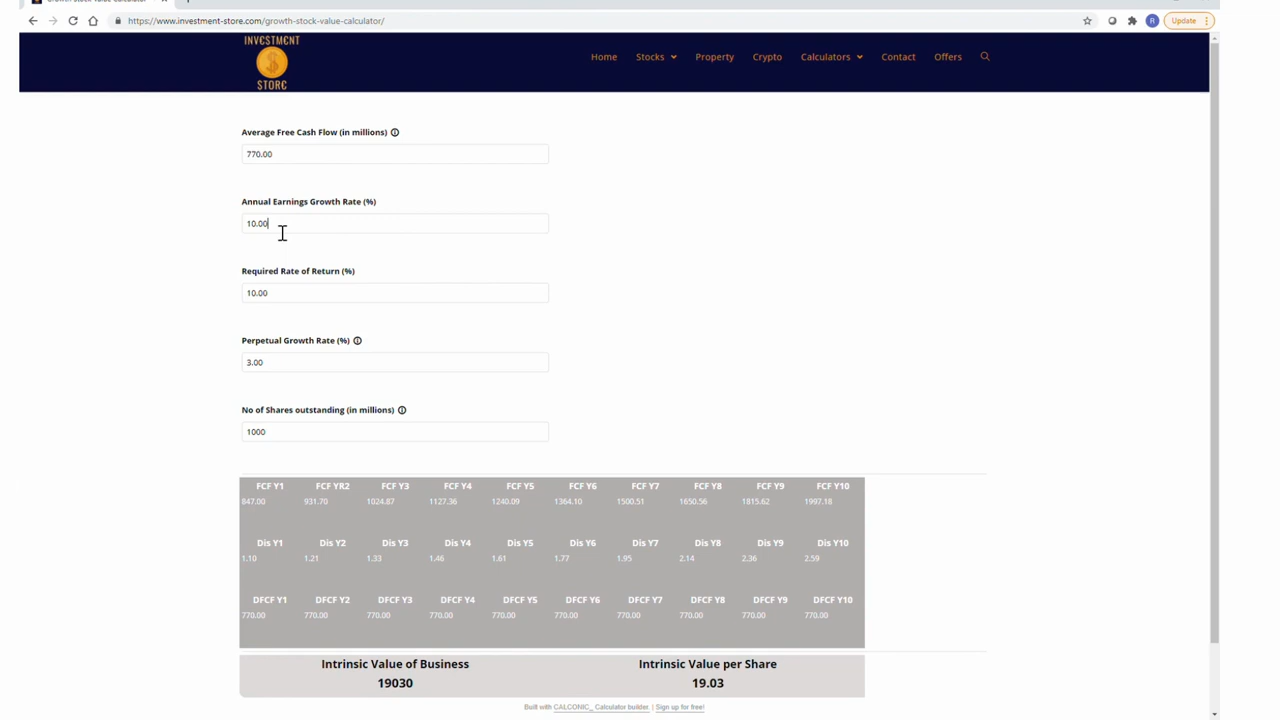 https://www.investment-store.com/growth-stock-value-calculator/
Update
INVESTMENT
STORE
Home
Stocks
Property
Crypto
Calculators
Contact
Offers
Average Free Cash Flow (in millions)
770.00
Annual Earnings Growth Rate (%)
10.00
Required Rate of Return (%)
10.00
Perpetual Growth Rate (%)
3.00
No of Shares outstanding (in millions)
1000
FCF Y1 FCF YR2 FCF Y3 FCF Y4 FCF Y5 FCF Y6 FCF Y7 FCF Y8 FCF Y9 FCF Y10
847.00 931.70 1024.87 1127.36 1240.09 1364.10 1500.51 1650.56 1815.62 1997.18
Dis Y1 Dis Y2 Dis Y3 Dis Y4 Dis Y5 Dis Y6 Dis Y7 Dis Y8 Dis Y9 Dis Y10
1.10 1.21 1.33 1.46 1.61 1.77 1.95 2.14 2.36 2.59
DFCF Y1 DFCF Y2 DFCF Y3 DFCF Y4 DFCF Y5 DFCF Y6 DFCF Y7 DFCF Y8 DFCF Y9 DFCF Y10
770.00 770.00 770.00 770.00 770.00 770.00 770.00 770.00 770.00 770.00
Intrinsic Value of Business Intrinsic Value per Share
19030 19.03
Built with CALCONIC_ Calculator builder. | Sign up for free!